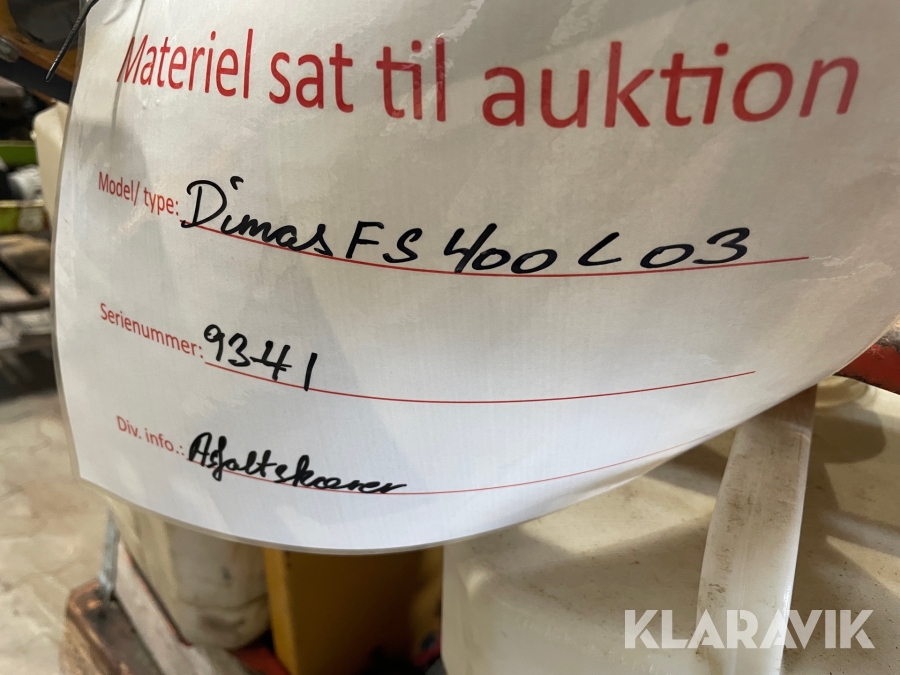 Materiel sat til auktion
Model/ type: Dimas FS 400 L 03
Serienummer: 9341
Div. info.: Asfaltskærer
KLARAVIK